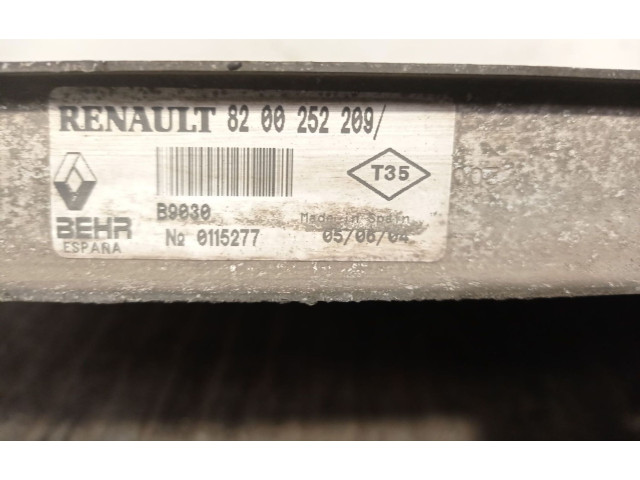 RENAULT 82 00 252 209/
T35
B9030
Made in Spain
BEHR
ESPAÑA
№ 0115277
05/06/04